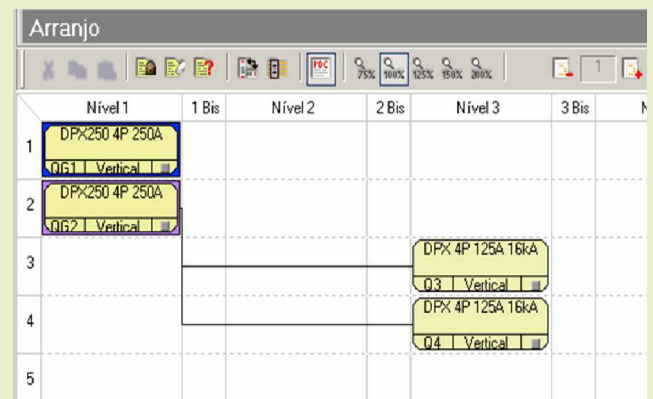 Arranjo
PDC 75% 100% 125% 150% 200% 1
Nível 1 1 Bis Nível 2 2 Bis Nível 3 3 Bis
1 DPX250 4P 250A
QG1 Vertical
2 DPX250 4P 250A
QG2 Vertical
3 DPX 4P 125A 16kA
Q3 Vertical
4 DPX 4P 125A 16kA
Q4 Vertical
5